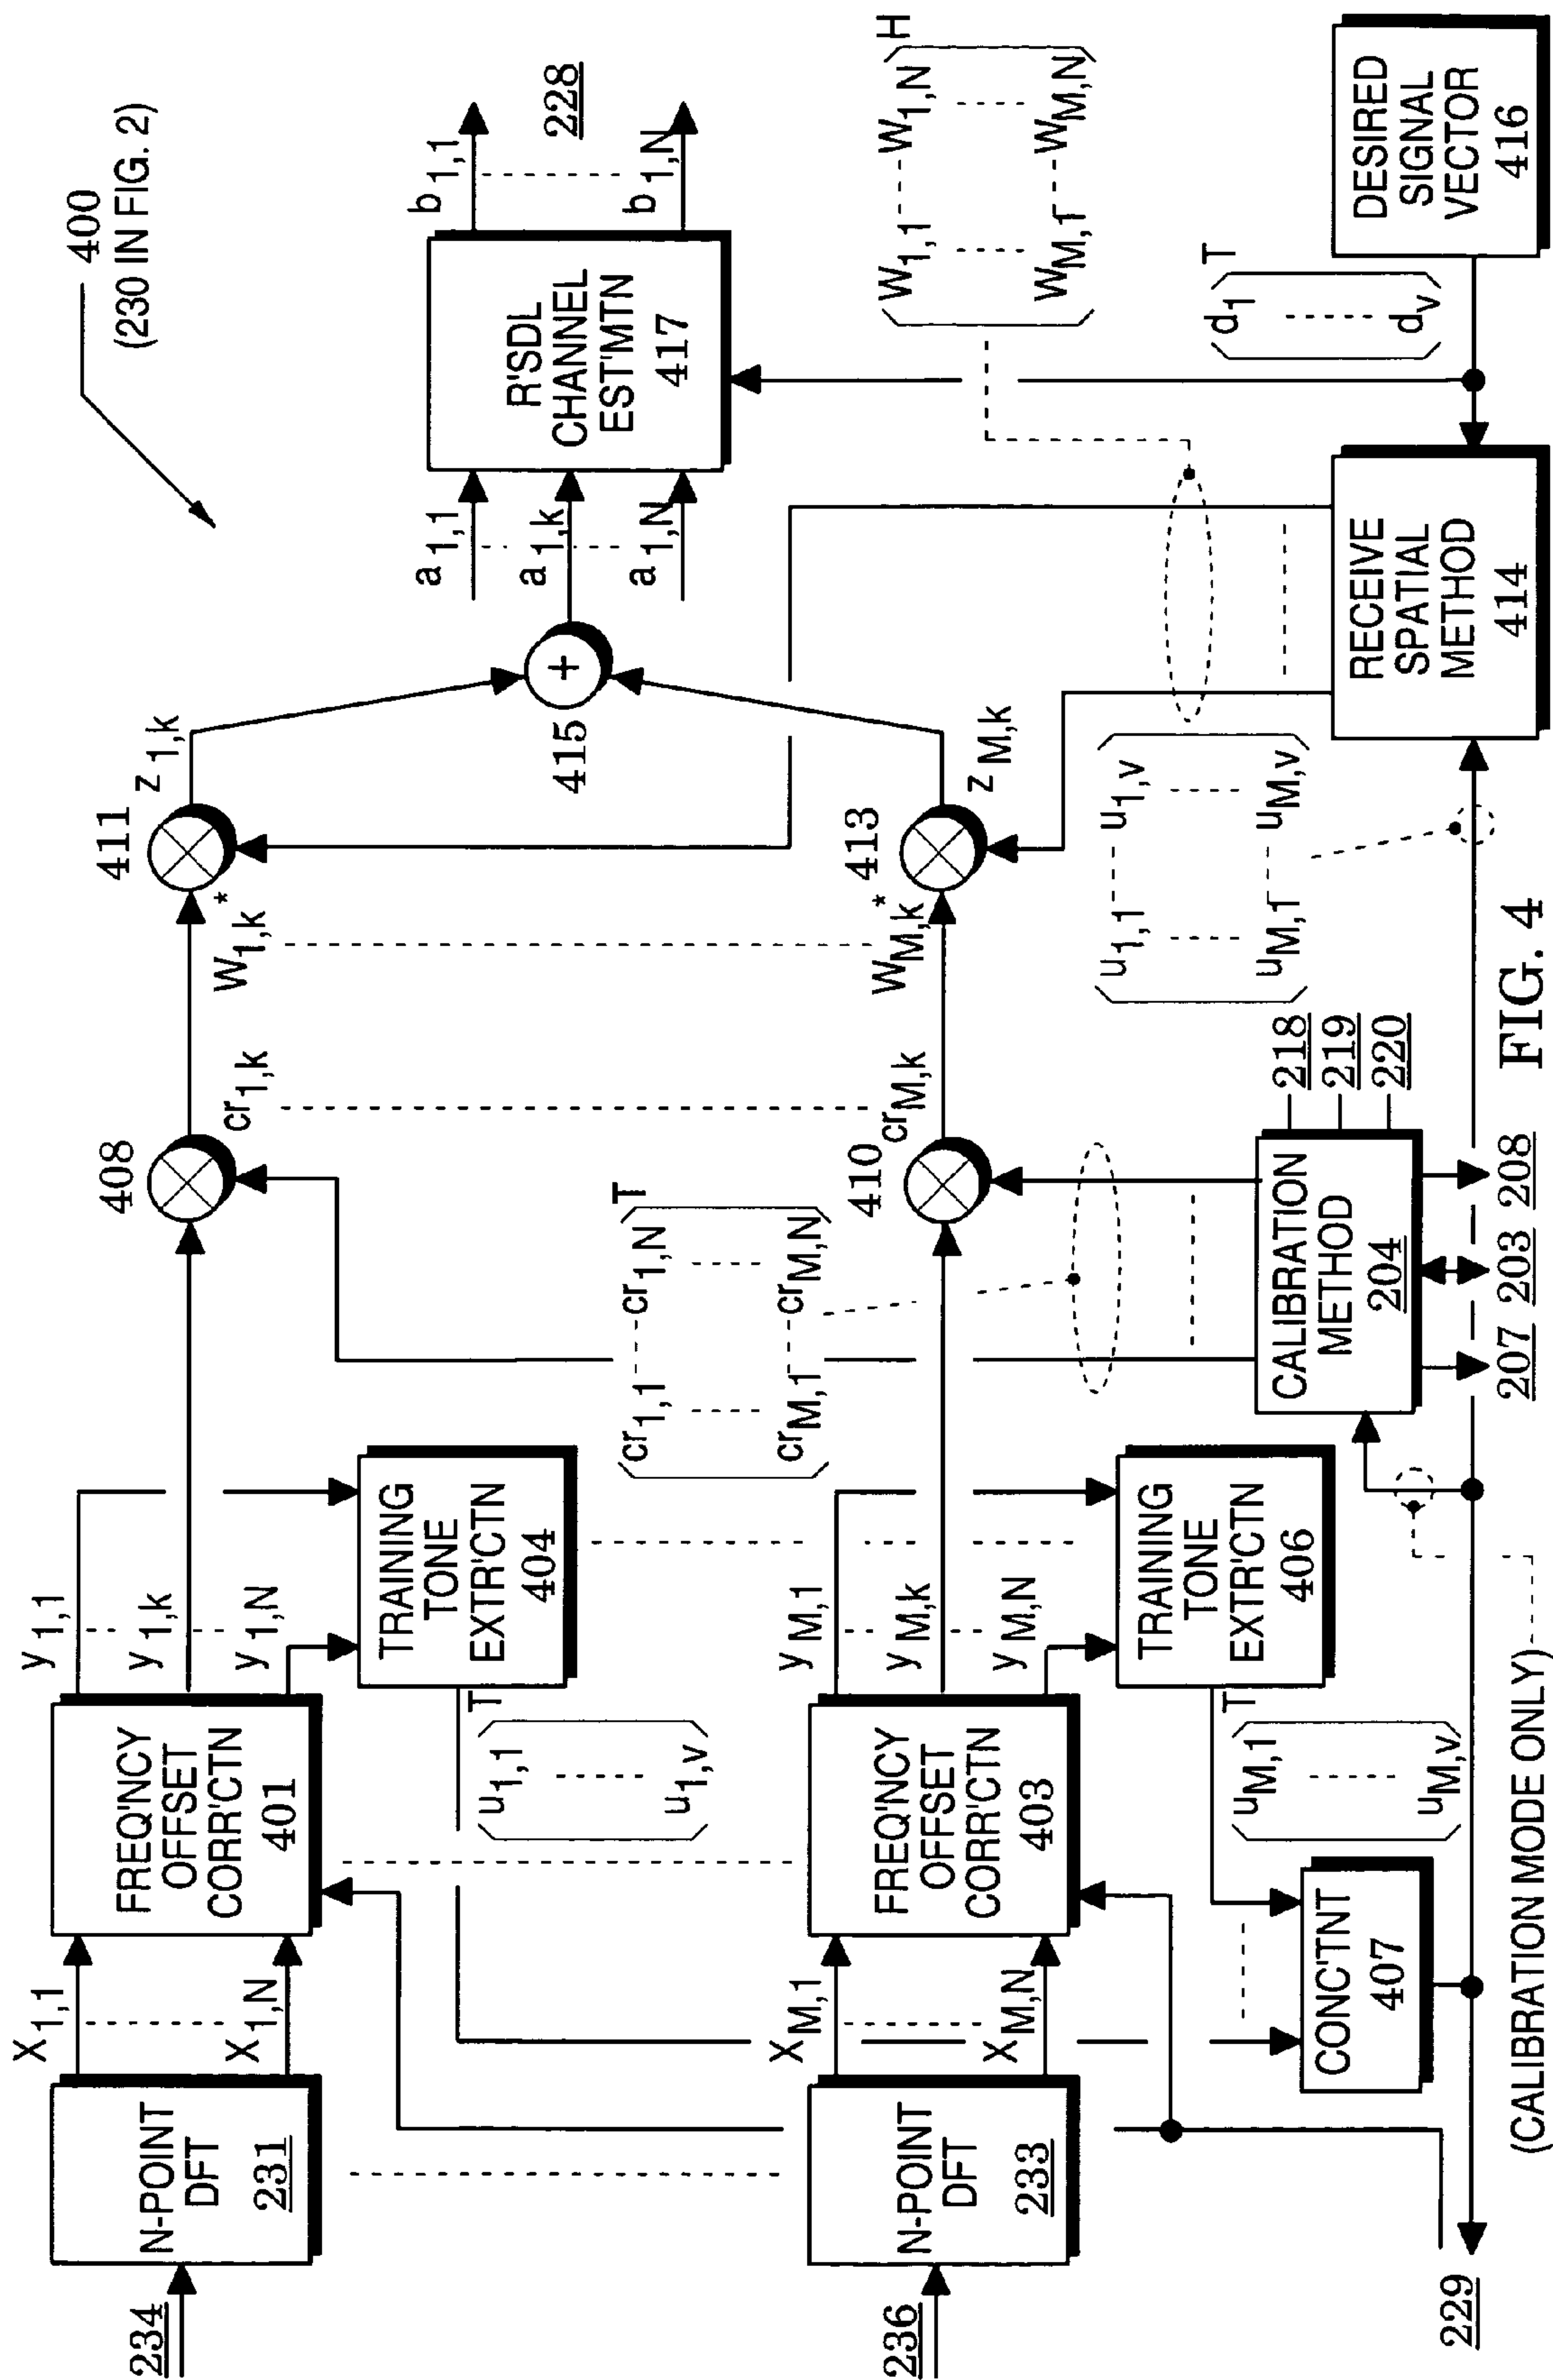 400
(230 IN FIG. 2)
234
N-POINT
DFT
231
X1,1
X1,N
FREQ'NCY
OFFSET
CORR'CTN
401
y1,1
y1,k
y1,N
TRAINING
TONE
EXTR'CTN
404
T
u1,1
u1,v
408
cr1,k
W1,k*
411
z1,k
415
+
a1,1
a1,k
a1,N
R'SDL
CHANNEL
EST'MTN
417
b1,1
b1,N
228
cr1,1 cr1,N T
crM,1 crM,N
236
N-POINT
DFT
233
XM,1
XM,N
FREQ'NCY
OFFSET
CORR'CTN
403
yM,1
yM,k
yM,N
TRAINING
TONE
EXTR'CTN
406
T
uM,1
uM,v
CONC'TNT
407
410
crM,k
WM,k*
413
zM,k
W1,1 W1,N H
WM,1 WM,N
u1,1 u1,v
uM,1 uM,v
d1 T
dv
CALIBRATION
METHOD
204
218
219
220
207 203 208
RECEIVE
SPATIAL
METHOD
414
DESIRED
SIGNAL
VECTOR
416
229
(CALIBRATION MODE ONLY)
FIG. 4